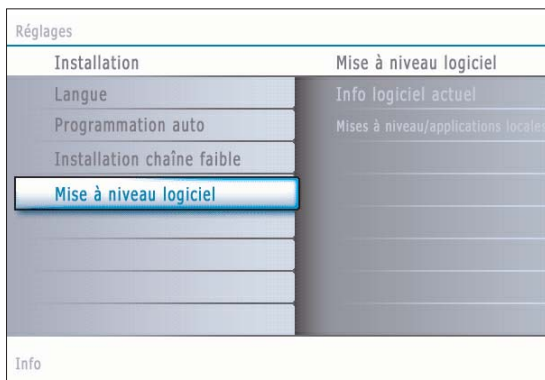 Réglages
Installation
Mise à niveau logiciel
Langue
Info logiciel actuel
Programmation auto
Mises à niveau/applications locales
Installation chaîne faible
Mise à niveau logiciel
Info